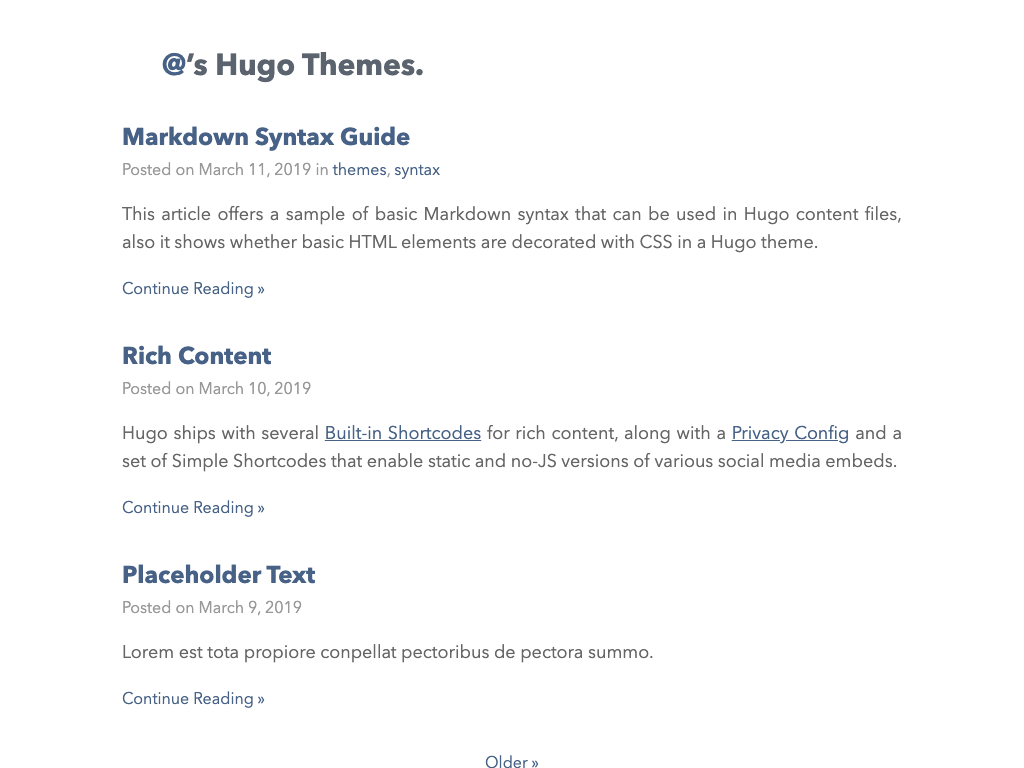 @’s Hugo Themes.
Markdown Syntax Guide
Posted on March 11, 2019 in themes, syntax
This article offers a sample of basic Markdown syntax that can be used in Hugo content files,
also it shows whether basic HTML elements are decorated with CSS in a Hugo theme.
Continue Reading »
Rich Content
Posted on March 10, 2019
Hugo ships with several Built-in Shortcodes for rich content, along with a Privacy Config and a
set of Simple Shortcodes that enable static and no-JS versions of various social media embeds.
Continue Reading »
Placeholder Text
Posted on March 9, 2019
Lorem est tota propiore conpellat pectoribus de pectora summo.
Continue Reading »
Older »